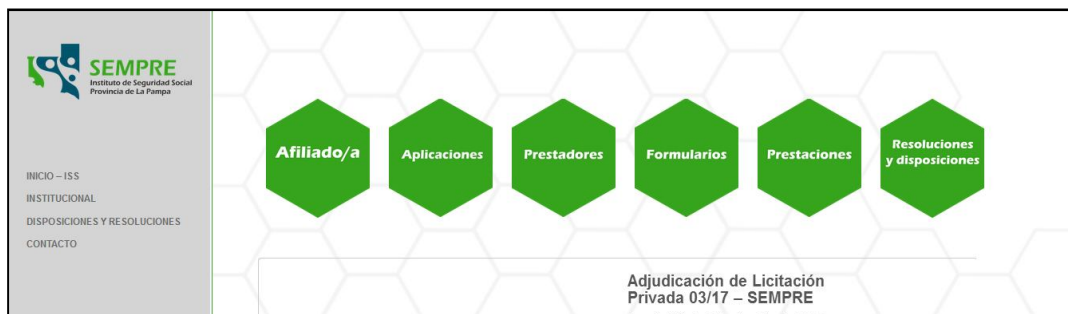 SEMPRE
Instituto de Seguridad Social
Provincia de La Pampa
INICIO – ISS
INSTITUCIONAL
DISPOSICIONES Y RESOLUCIONES
CONTACTO
Afiliado/a
Aplicaciones
Prestadores
Formularios
Prestaciones
Resoluciones
y disposiciones
Adjudicación de Licitación
Privada 03/17 – SEMPRE